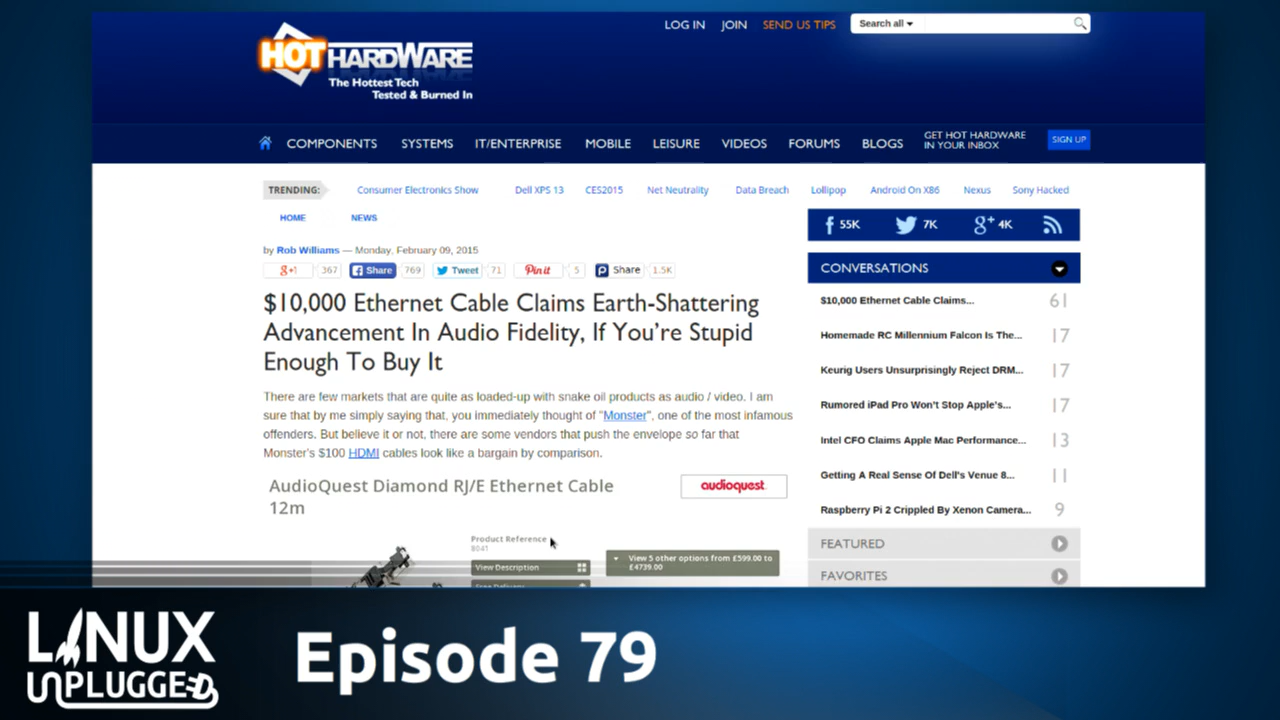 LOG IN JOIN SEND US TIPS Search all
HOT HARDWARE
The Hottest Tech
Tested & Burned In
COMPONENTS SYSTEMS IT/ENTERPRISE MOBILE LEISURE VIDEOS FORUMS BLOGS GET HOT HARDWARE
IN YOUR INBOX
SIGN UP
TRENDING: Consumer Electronics Show Dell XPS 13 CES2015 Net Neutrality Data Breach Lollipop Android On X86 Nexus Sony Hacked
HOME NEWS
55K 7K g+ 4K
by Rob Williams — Monday, February 09, 2015
g+1 367 Share 769 Tweet 71 Pin it 5 Share 1.5K
$10,000 Ethernet Cable Claims Earth-Shattering
Advancement In Audio Fidelity, If You're Stupid
Enough To Buy It
There are few markets that are quite as loaded-up with snake oil products as audio / video. I am
sure that by me simply saying that, you immediately thought of "Monster", one of the most infamous
offenders. But believe it or not, there are some vendors that push the envelope so far that
Monster's $100 HDMI cables look like a bargain by comparison.
AudioQuest Diamond RJ/E Ethernet Cable
12m
audioquest
Product Reference
8041
View Description
View 5 other options from £599.00 to
£4739.00
Free Delivery
CONVERSATIONS
$10,000 Ethernet Cable Claims... 61
Homemade RC Millennium Falcon Is The... 17
Keurig Users Unsurprisingly Reject DRM... 17
Rumored iPad Pro Won't Stop Apple's... 17
Intel CFO Claims Apple Mac Performance... 13
Getting A Real Sense Of Dell's Venue 8... 11
Raspberry Pi 2 Crippled By Xenon Camera... 9
FEATURED
FAVORITES
LINUX
UNPLUGGED
Episode 79